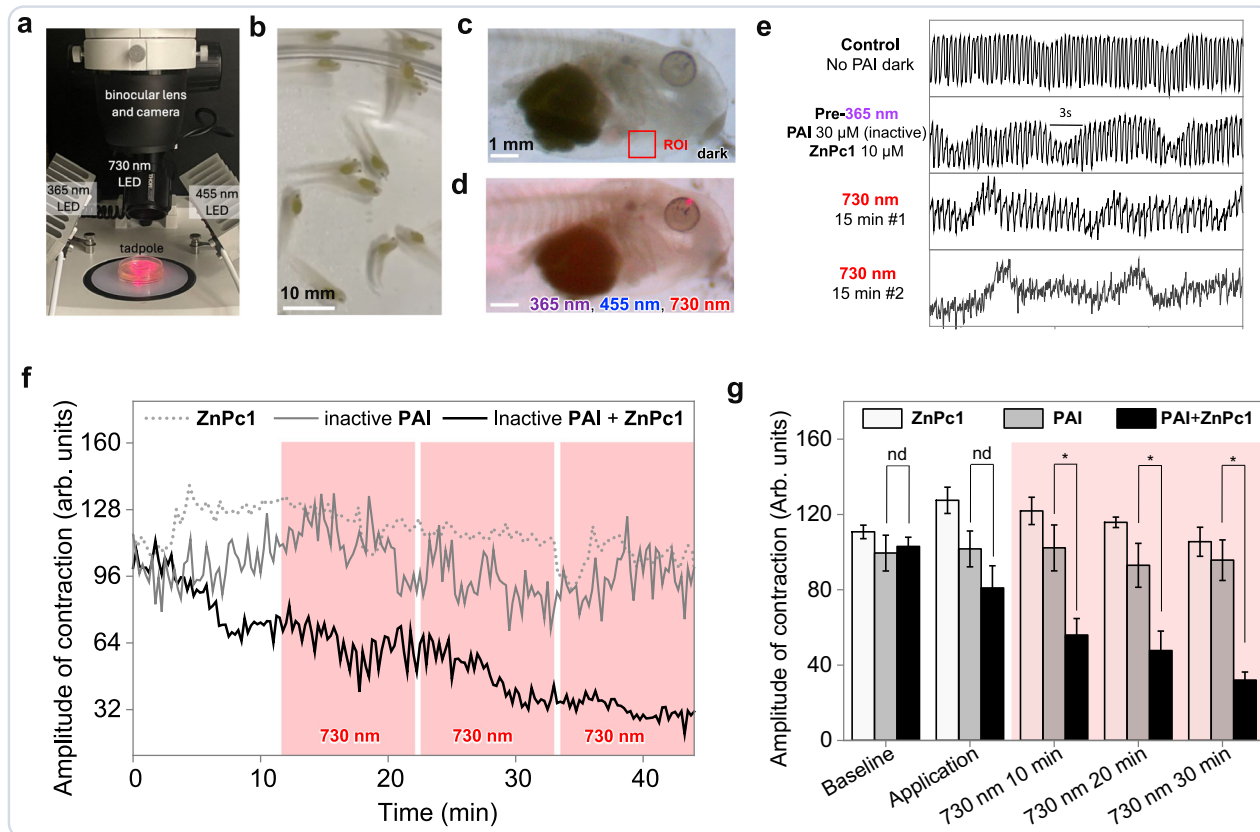 a
binocular lens
and camera
730
nm
LED
365 nm
LED
455 nm
LED
tadpole
b
10 mm
c
1 mm
ROI
dark
d
365 nm, 455 nm, 730 nm
e
Control
No PAI dark
Pre-365 nm
PAI 30 µM (inactive)
ZnPc1 10 µM
3s
730 nm
15 min #1
730 nm
15 min #2
f
ZnPc1
inactive PAI
Inactive PAI + ZnPc1
Amplitude of contraction (arb. units)
160
128
96
64
32
730 nm
730 nm
730 nm
0
10
20
30
40
Time (min)
g
ZnPc1
PAI
PAI+ZnPc1
Amplitude of contraction (Arb. units)
160
120
80
40
0
nd
nd
*
*
*
Baseline
Application
730 nm 10 min
730 nm 20 min
730 nm 30 min